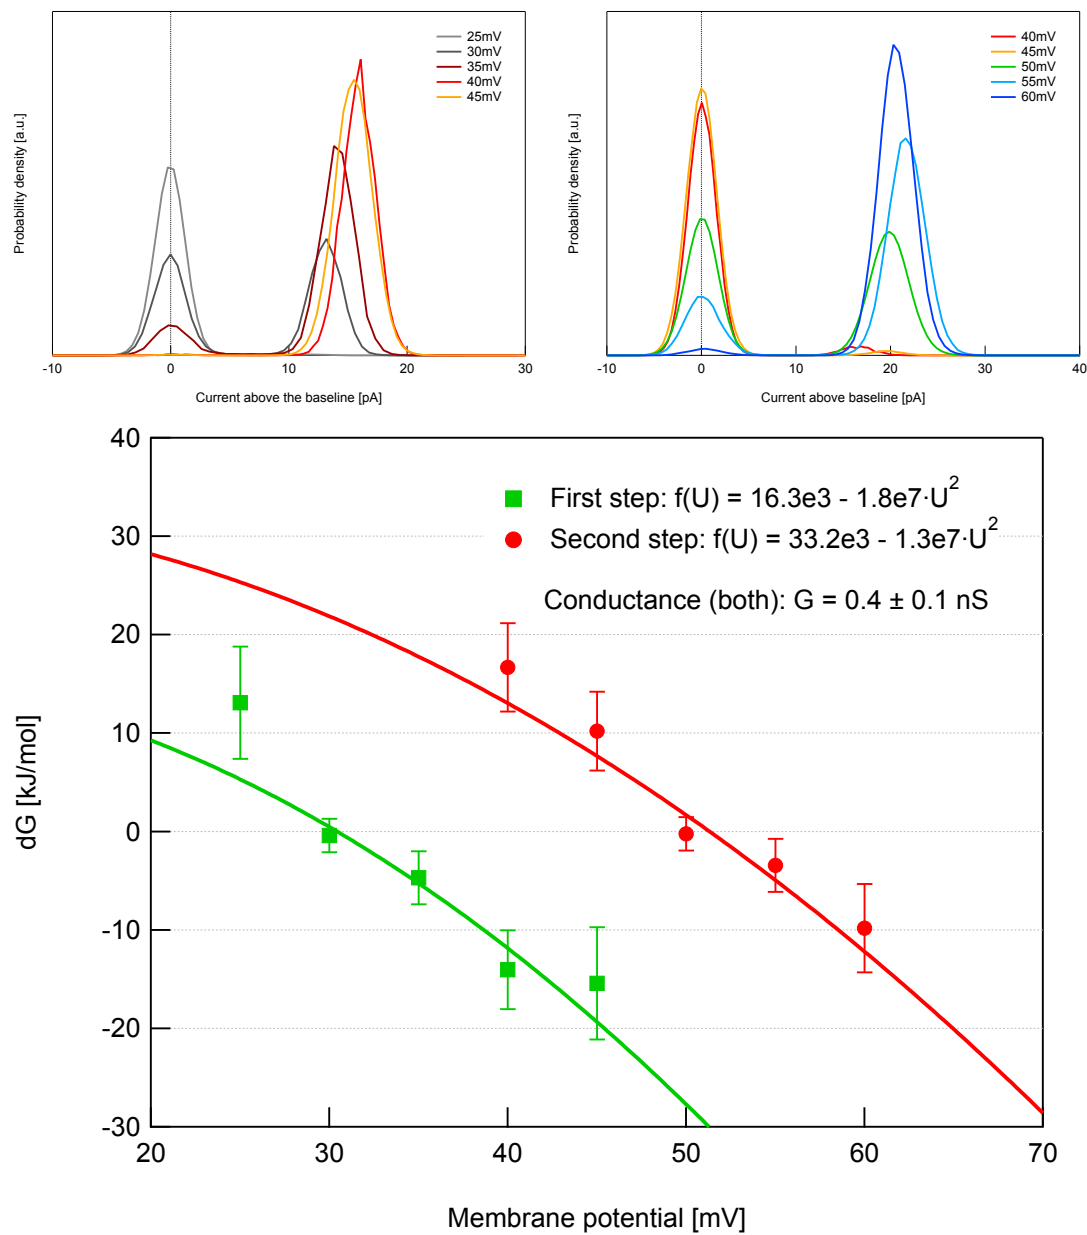 25mV
30mV
35mV
40mV
45mV
Probability density [a.u.]
-10 0 10 20 30
Current above the baseline [pA]
40mV
45mV
50mV
55mV
60mV
Probability density [a.u.]
-10 0 10 20 30 40
Current above baseline [pA]
40
30
20
10
0
-10
-20
-30
dG [kJ/mol]
First step: f(U) = 16.3e3 - 1.8e7·U²
Second step: f(U) = 33.2e3 - 1.3e7·U²
Conductance (both): G = 0.4 ± 0.1 nS
20 30 40 50 60 70
Membrane potential [mV]